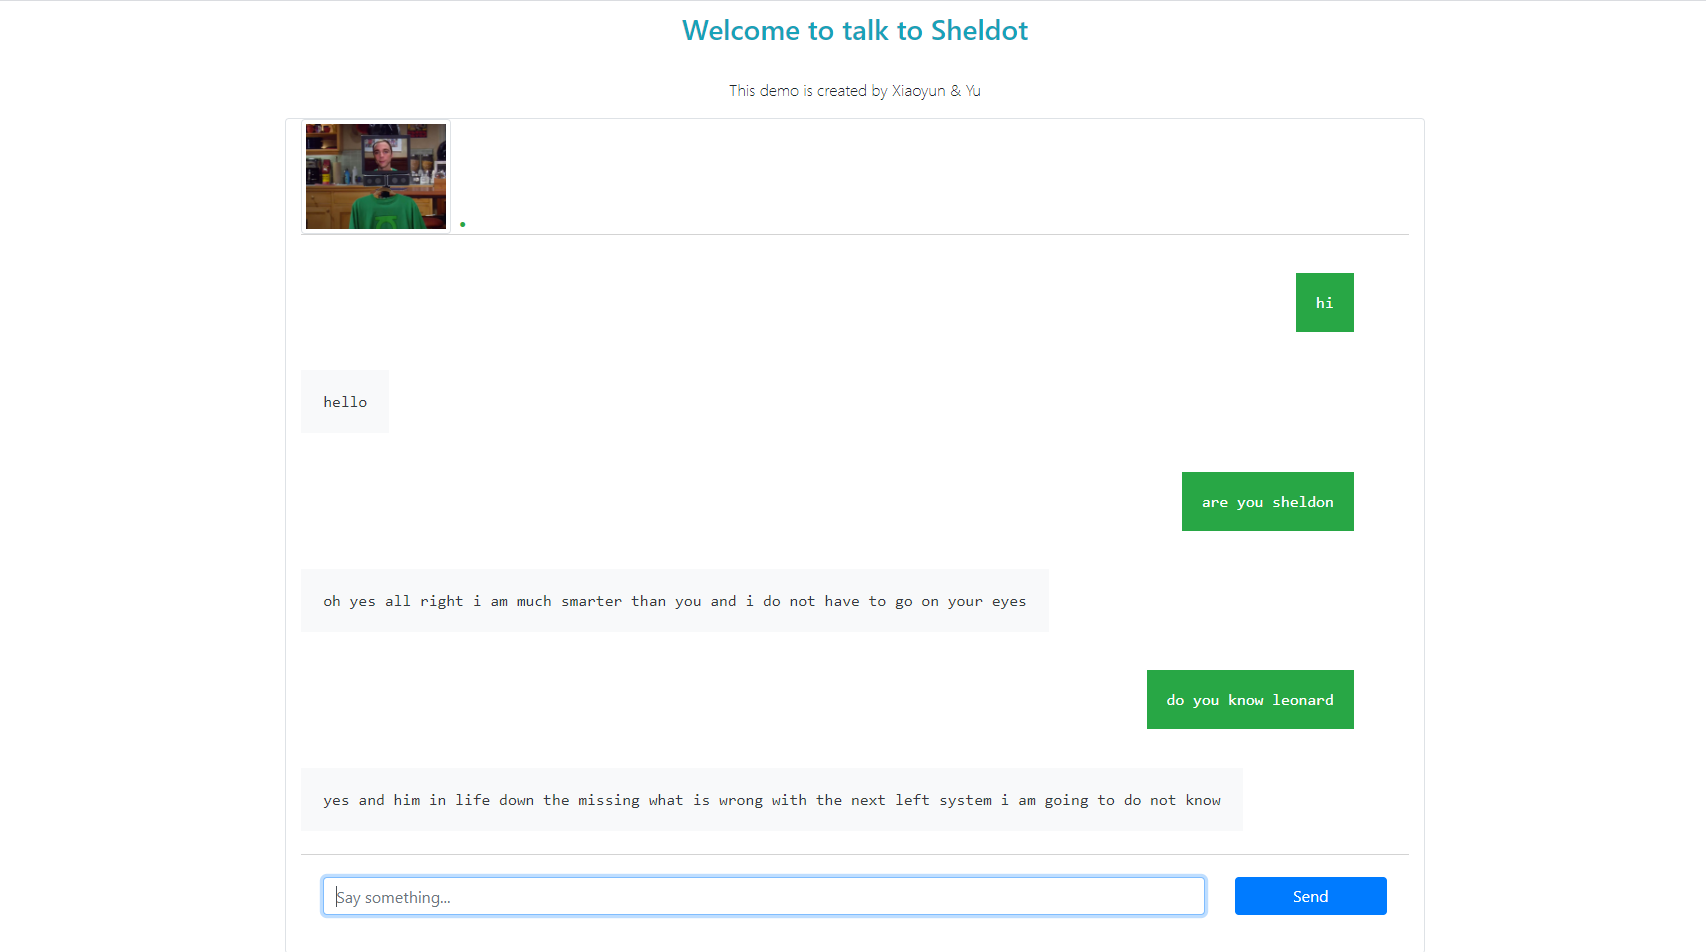 Welcome to talk to Sheldot
This demo is created by Xiaoyun & Yu
hi
hello
are you sheldon
oh yes all right i am much smarter than you and i do not have to go on your eyes
do you know leonard
yes and him in life down the missing what is wrong with the next left system i am going to do not know
Say something...
Send